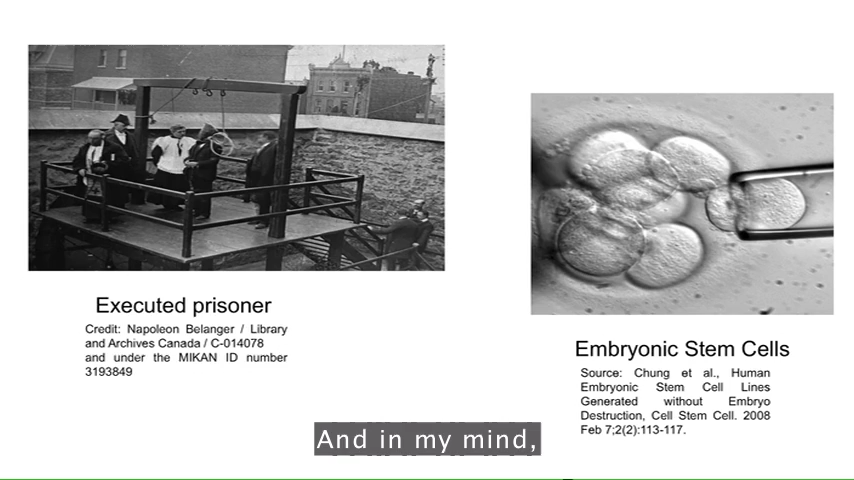 Executed prisoner
Credit: Napoleon Belanger / Library
and Archives Canada / C-014078
and under the MIKAN ID number
3193849
Embryonic Stem Cells
Source: Chung et al., Human
Embryonic Stem Cell Lines
Generated without Embryo
Destruction, Cell Stem Cell. 2008
Feb 7;2(2):113-117.
And in my mind,